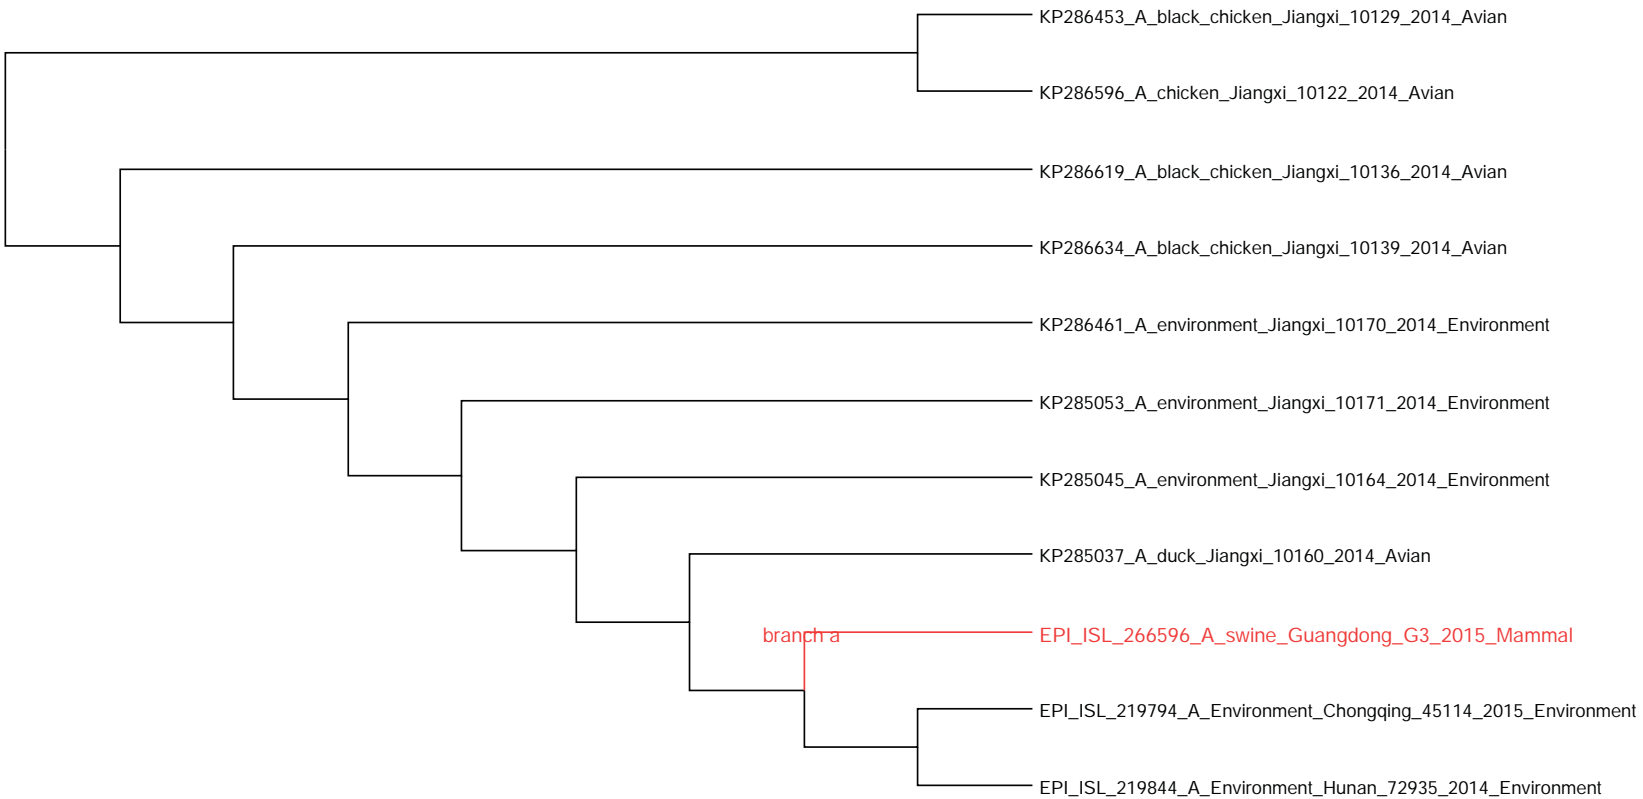 KP286453_A_black_chicken_Jiangxi_10129_2014_Avian
KP286596_A_chicken_Jiangxi_10122_2014_Avian
KP286619_A_black_chicken_Jiangxi_10136_2014_Avian
KP286634_A_black_chicken_Jiangxi_10139_2014_Avian
KP286461_A_environment_Jiangxi_10170_2014_Environment
KP285053_A_environment_Jiangxi_10171_2014_Environment
KP285045_A_environment_Jiangxi_10164_2014_Environment
KP285037_A_duck_Jiangxi_10160_2014_Avian
branch a
EPI_ISL_266596_A_swine_Guangdong_G3_2015_Mammal
EPI_ISL_219794_A_Environment_Chongqing_45114_2015_Environment
EPI_ISL_219844_A_Environment_Hunan_72935_2014_Environment